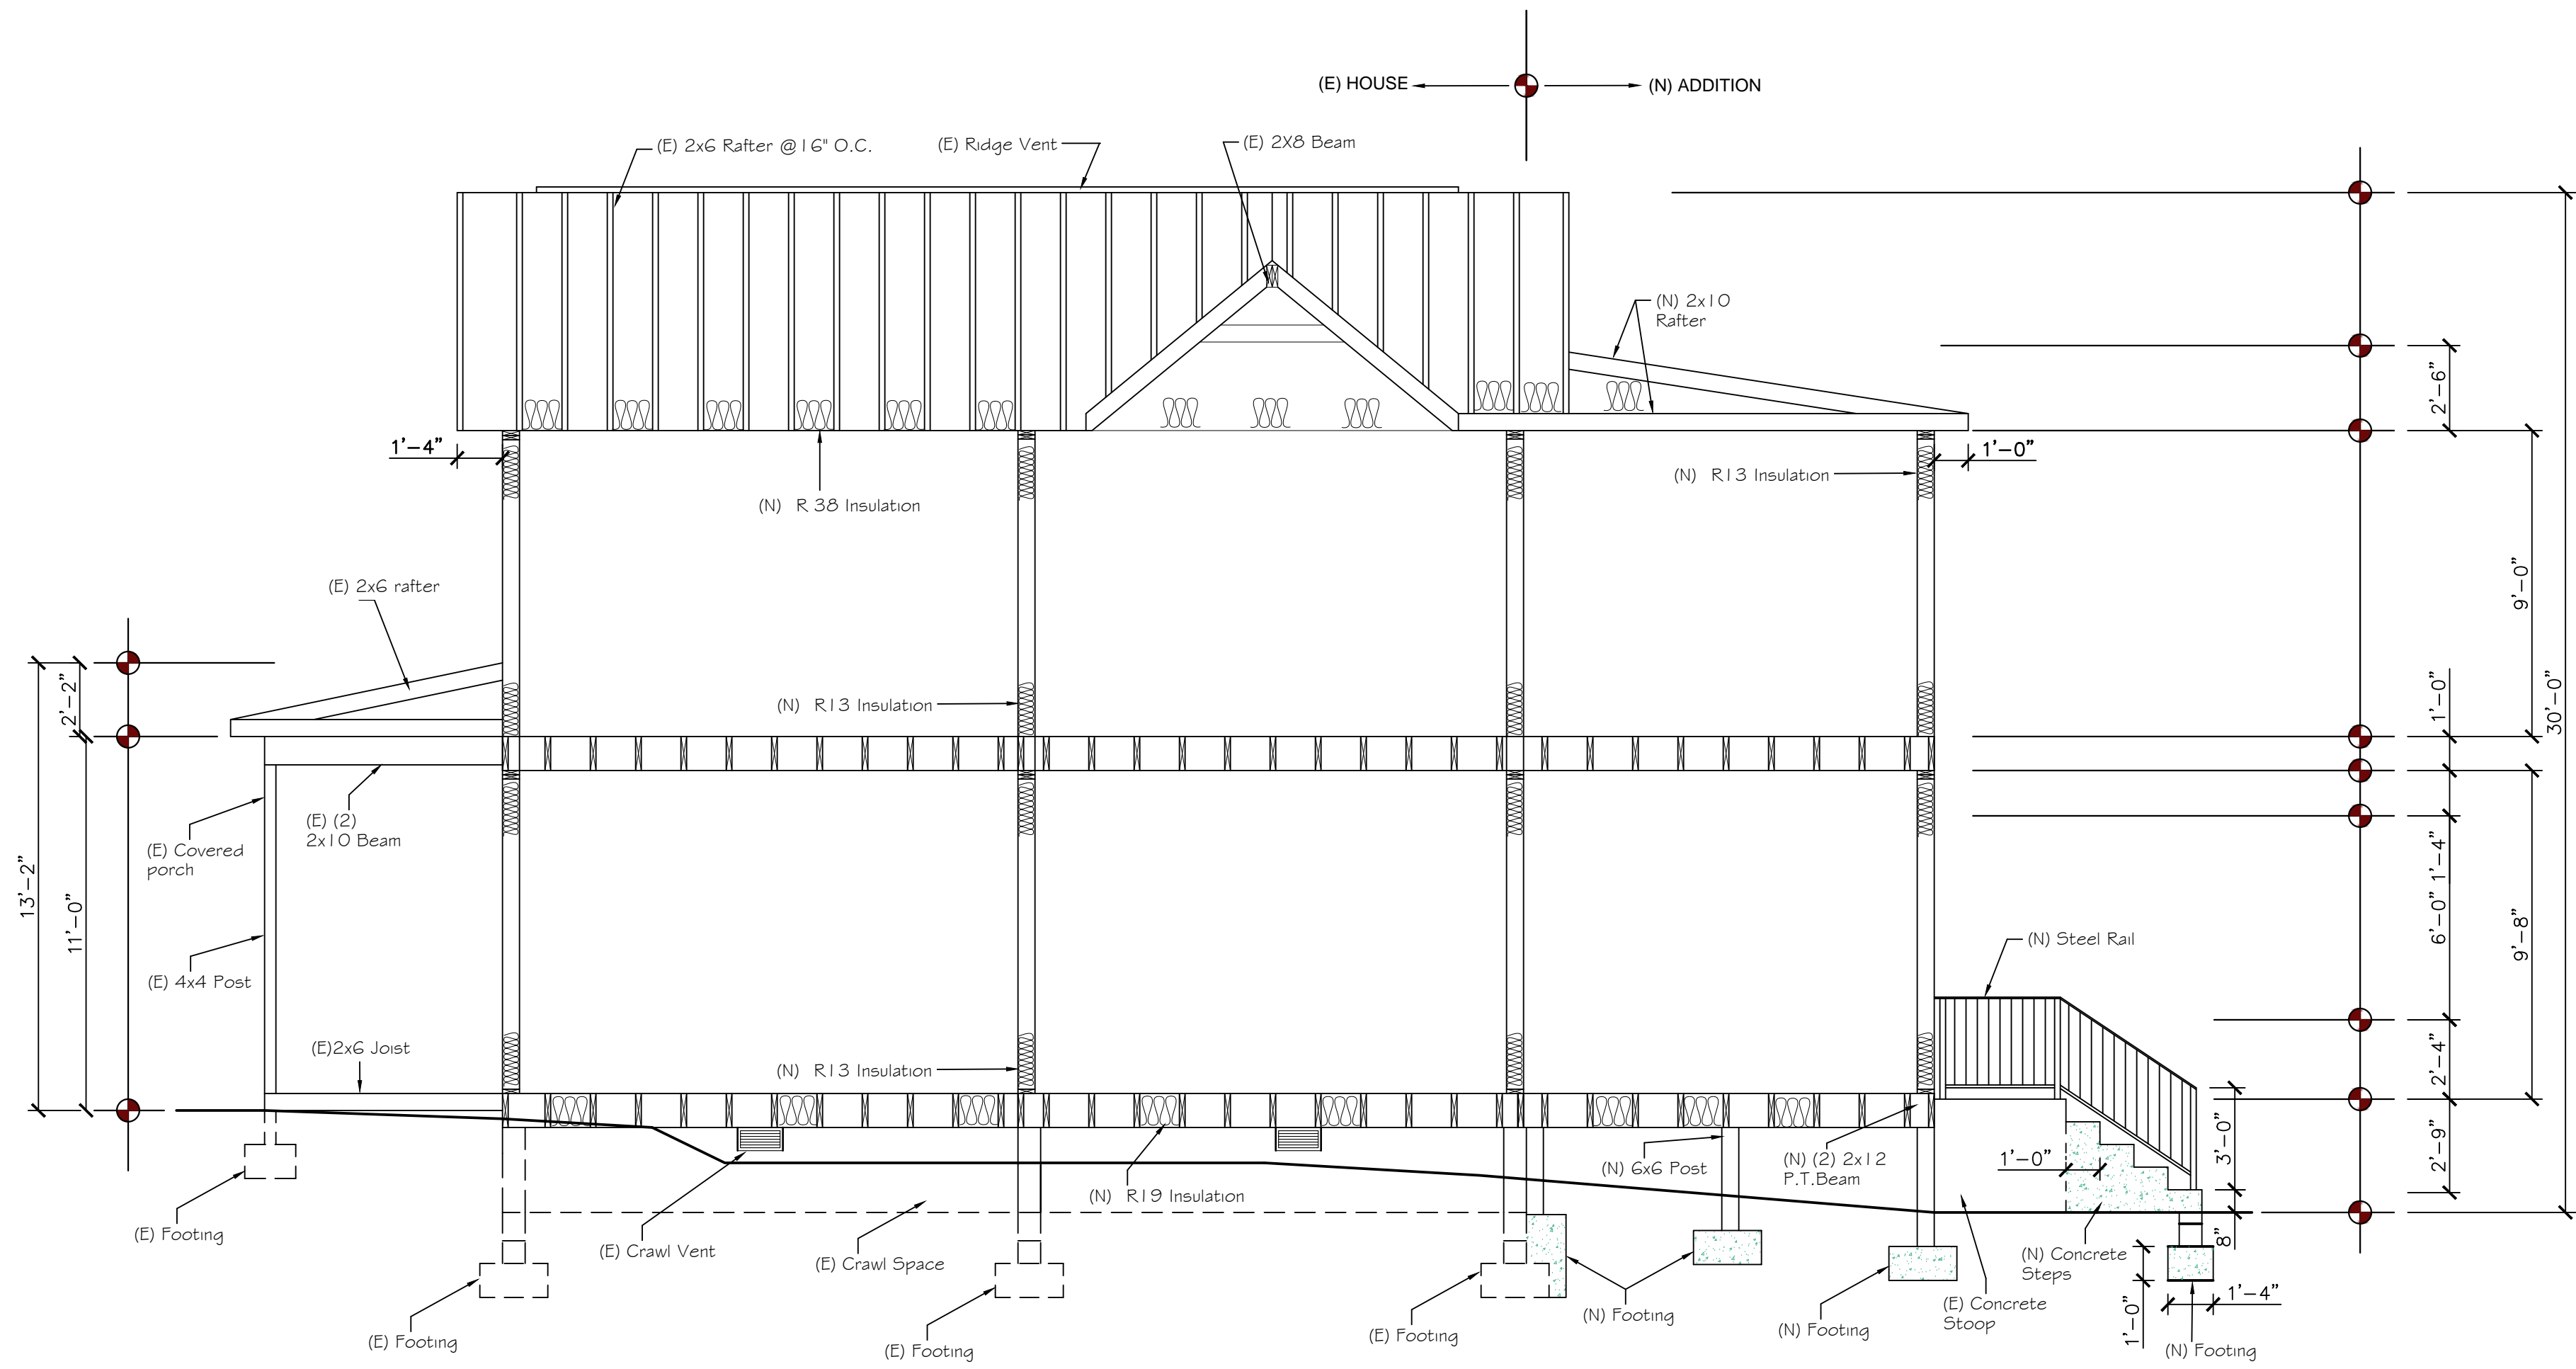 (E) HOUSE
(N) ADDITION
(E) 2x6 Rafter @16" O.C.
(E) Ridge Vent
(E) 2X8 Beam
(N) 2x10
Rafter
2'-6"
1'-4"
1'-0"
(N) R13 Insulation
(N) R 38 Insulation
(E) 2x6 rafter
9'-0"
30'-0"
2'-2"
(N) R13 Insulation
1'-0"
(E) (2)
2x10 Beam
(E) Covered
porch
1'-4"
13'-2"
11'-0"
6'-0"
9'-8"
(N) Steel Rail
(E) 4x4 Post
(E)2x6 Joist
(N) R13 Insulation
2'-4"
3'-0"
2'-9"
1'-0"
(N) 6x6 Post
(N) (2) 2x12
P.T.Beam
(N) R19 Insulation
(E) Footing
(E) Crawl Vent
(E) Crawl Space
8"
(N) Concrete
Steps
(E) Concrete
Stoop
1'-0"
1'-4"
(E) Footing
(E) Footing
(E) Footing
(N) Footing
(N) Footing
(N) Footing